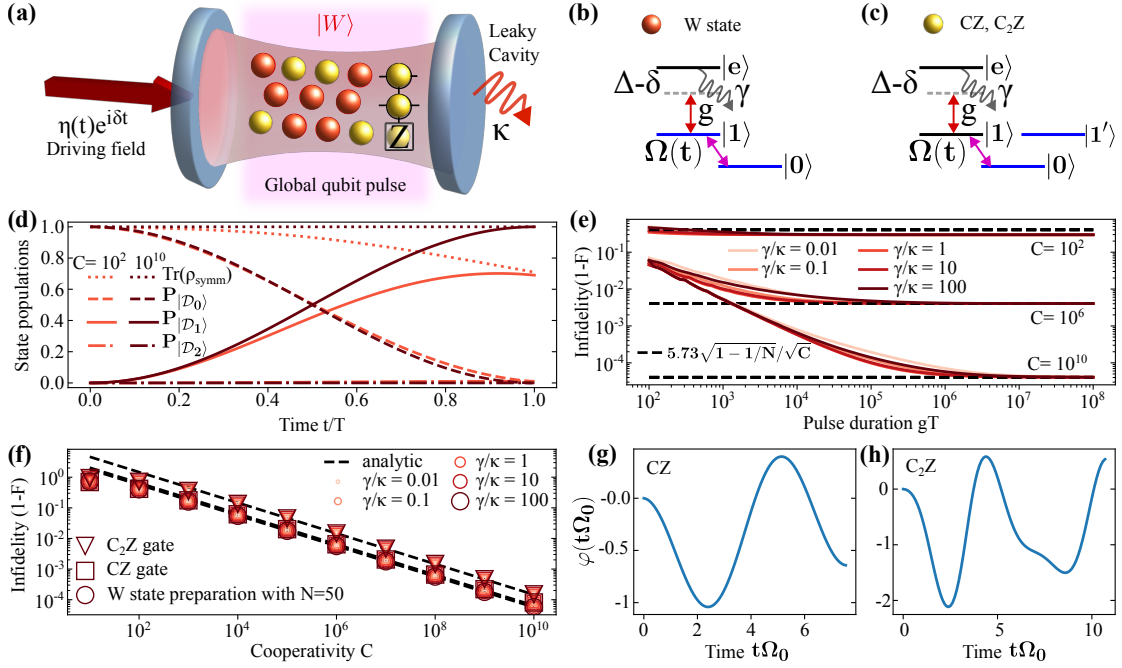 (a)
|W⟩
Leaky
Cavity
η(t)e^{iδt}
Driving field
Z
κ
Global qubit pulse
(b)
W state
|e⟩
Δ-δ
γ
g
|1⟩
Ω(t)
|0⟩
(c)
CZ, C₂Z
|e⟩
Δ-δ
γ
g
|1⟩ |1'⟩
Ω(t)
|0⟩
(d)
State populations
1.0
0.8
0.6
0.4
0.2
0.0
C= 10² 10¹⁰
Tr(ρ_symm)
P_{|𝒟₀⟩}
P_{|𝒟₁⟩}
P_{|𝒟₂⟩}
0.0 0.2 0.4 0.6 0.8 1.0
Time t/T
(e)
Infidelity(1-F)
10⁻¹
10⁻²
10⁻³
10⁻⁴
γ/κ = 0.01 γ/κ = 1
γ/κ = 0.1 γ/κ = 10
γ/κ = 100
C= 10²
C= 10⁶
5.73√(1 − 1/N)/√C
C= 10¹⁰
10² 10³ 10⁴ 10⁵ 10⁶ 10⁷ 10⁸
Pulse duration gT
(f)
Infidelity (1-F)
10⁰
10⁻¹
10⁻²
10⁻³
10⁻⁴
analytic γ/κ = 1
γ/κ = 0.01 γ/κ = 10
γ/κ = 0.1 γ/κ = 100
C₂Z gate
CZ gate
W state preparation with N=50
10² 10⁴ 10⁶ 10⁸ 10¹⁰
Cooperativity C
(g)
CZ
φ(tΩ₀)
-0.0
-0.5
-1
0 5
Time tΩ₀
(h)
C₂Z
0
-1
-2
0 5 10
Time tΩ₀